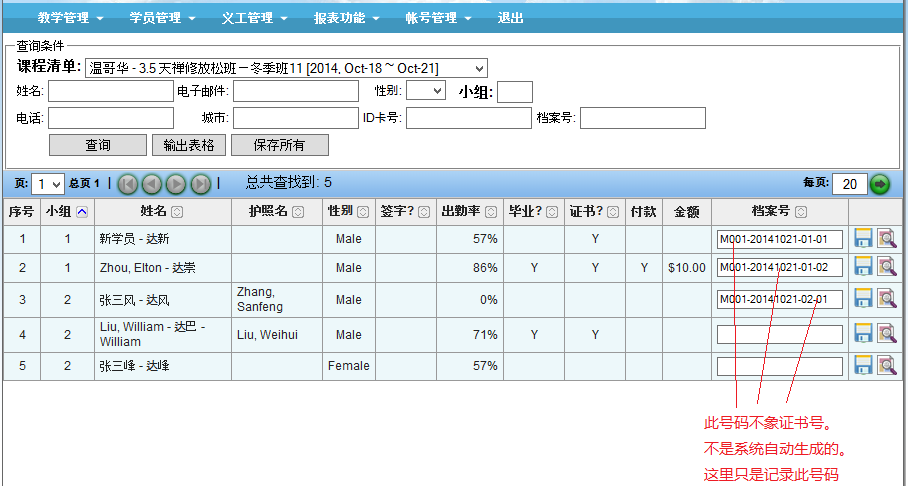 教学管理 学员管理 义工管理 报表功能 帐号管理 退出
查询条件
课程清单: 温哥华 - 3.5 天禅修放松班－冬季班11 [2014, Oct-18 ~ Oct-21]
姓名: 电子邮件: 性别: 小组:
电话: 城市: ID卡号: 档案号:
查询 输出表格 保存所有
页: 1 总页 1 | | 总共查找到: 5 每页: 20
序号 小组 姓名 护照名 性别 签字? 出勤率 毕业? 证书? 付款 金额 档案号
1 1 新学员 - 达新 Male 57% Y M001-20141021-01-01
2 1 Zhou, Elton - 达崇 Male 86% Y Y Y $10.00 M001-20141021-01-02
3 2 张三风 - 达风 Zhang, Sanfeng Male 0% M001-20141021-02-01
4 2 Liu, William - 达巴 - William Liu, Weihui Male 71% Y Y
5 2 张三峰 - 达峰 Female 57%
此号码不象证书号。
不是系统自动生成的。
这里只是记录此号码